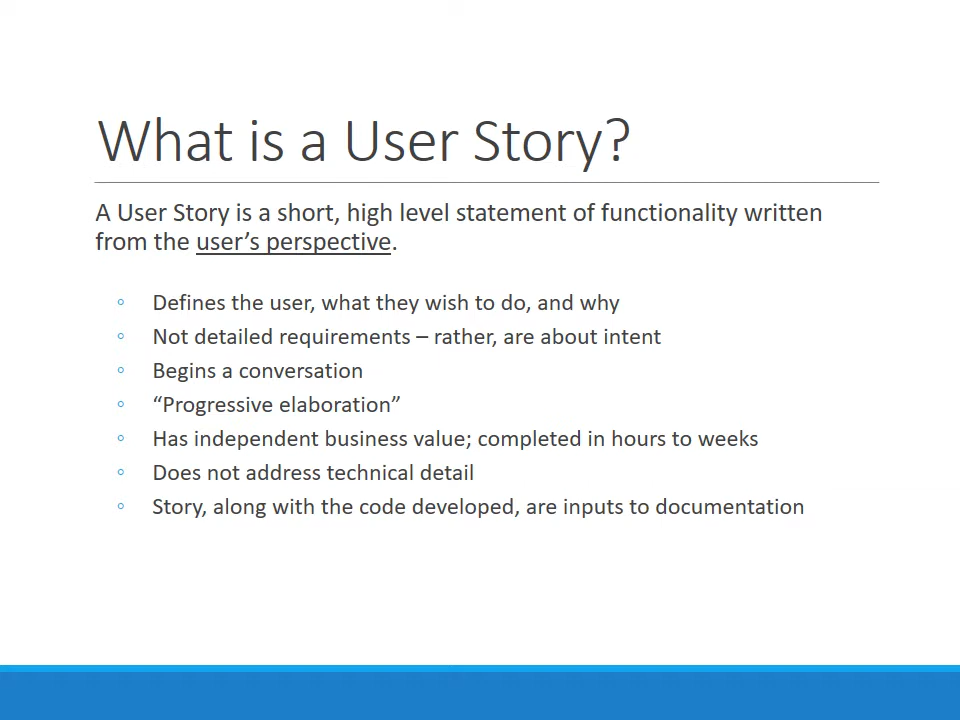 What is a User Story?
A User Story is a short, high level statement of functionality written
from the user’s perspective.
◦ Defines the user, what they wish to do, and why
◦ Not detailed requirements – rather, are about intent
◦ Begins a conversation
◦ “Progressive elaboration”
◦ Has independent business value; completed in hours to weeks
◦ Does not address technical detail
◦ Story, along with the code developed, are inputs to documentation